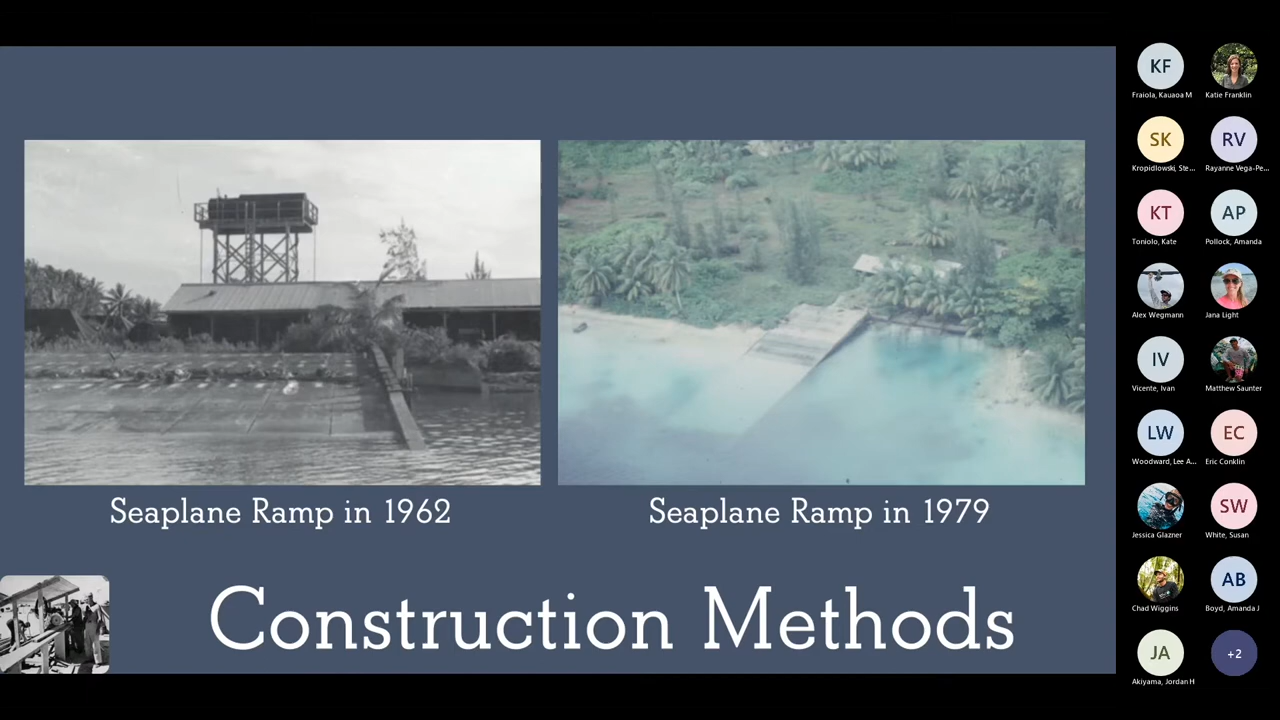 Seaplane Ramp in 1962
Seaplane Ramp in 1979
Construction Methods
KF
Fraiola, Kauaoa M
Katie Franklin
SK
Kropidlowski, Ste...
RV
Rayanne Vega-Pe...
KT
Toniolo, Kate
AP
Pollock, Amanda
Alex Wegmann
Jana Light
IV
Vicente, Ivan
Matthew Saunter
LW
Woodward, Lee A...
EC
Eric Conklin
Jessica Glazner
SW
White, Susan
Chad Wiggins
AB
Boyd, Amanda J
JA
Akiyama, Jordan H
+2